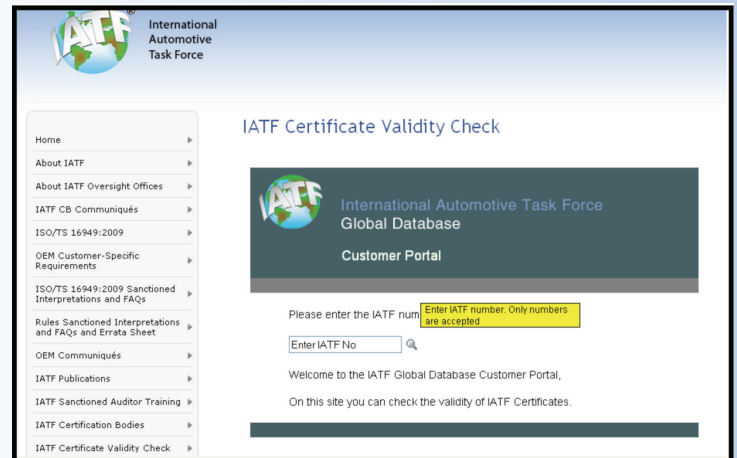 IATF
International
Automotive
Task Force
Home
About IATF
About IATF Oversight Offices
IATF CB Communiqués
ISO/TS 16949:2009
OEM Customer-Specific
Requirements
ISO/TS 16949:2009 Sanctioned
Interpretations and FAQs
Rules Sanctioned Interpretations
and FAQs and Errata Sheet
OEM Communiqués
IATF Publications
IATF Sanctioned Auditor Training
IATF Certification Bodies
IATF Certificate Validity Check
IATF Certificate Validity Check
IATF
International Automotive Task Force
Global Database
Customer Portal
Please enter the IATF num
Enter IATF number. Only numbers
are accepted
Enter IATF No
Welcome to the IATF Global Database Customer Portal,
On this site you can check the validity of IATF Certificates.